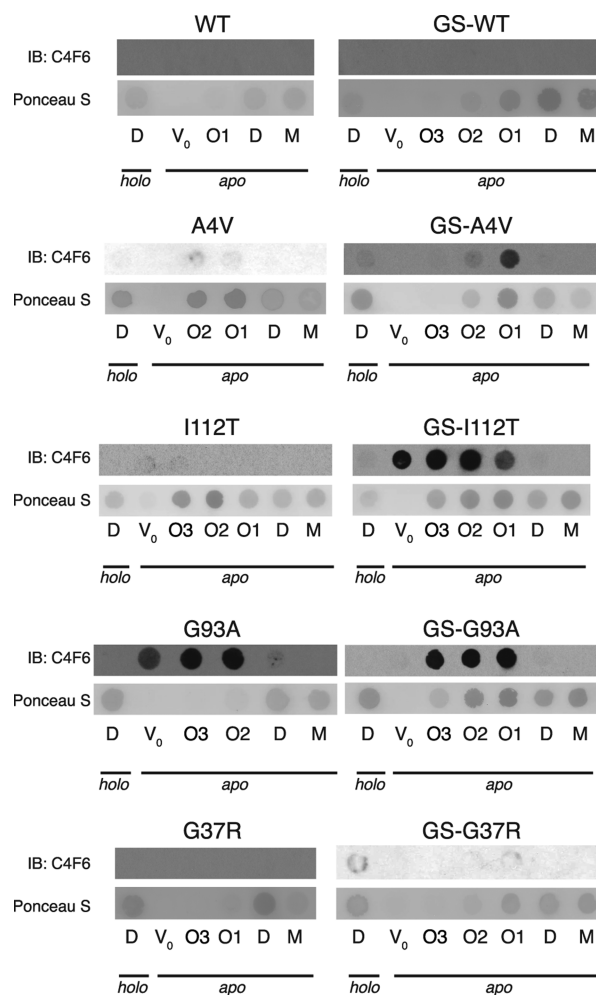 WT GS-WT
IB: C4F6
Ponceau S
D V0 O1 D M D V0 O3 O2 O1 D M
holo apo holo apo
A4V GS-A4V
IB: C4F6
Ponceau S
D V0 O2 O1 D M D V0 O3 O2 O1 D M
holo apo holo apo
I112T GS-I112T
IB: C4F6
Ponceau S
D V0 O3 O2 O1 D M D V0 O3 O2 O1 D M
holo apo holo apo
G93A GS-G93A
IB: C4F6
Ponceau S
D V0 O3 O2 D M D V0 O3 O2 O1 D M
holo apo holo apo
G37R GS-G37R
IB: C4F6
Ponceau S
D V0 O3 O1 D M D V0 O3 O2 O1 D M
holo apo holo apo